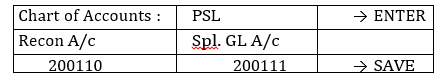 Chart of Accounts : PSL → ENTER
Recon A/c Spl. GL A/c
200110 200111 → SAVE